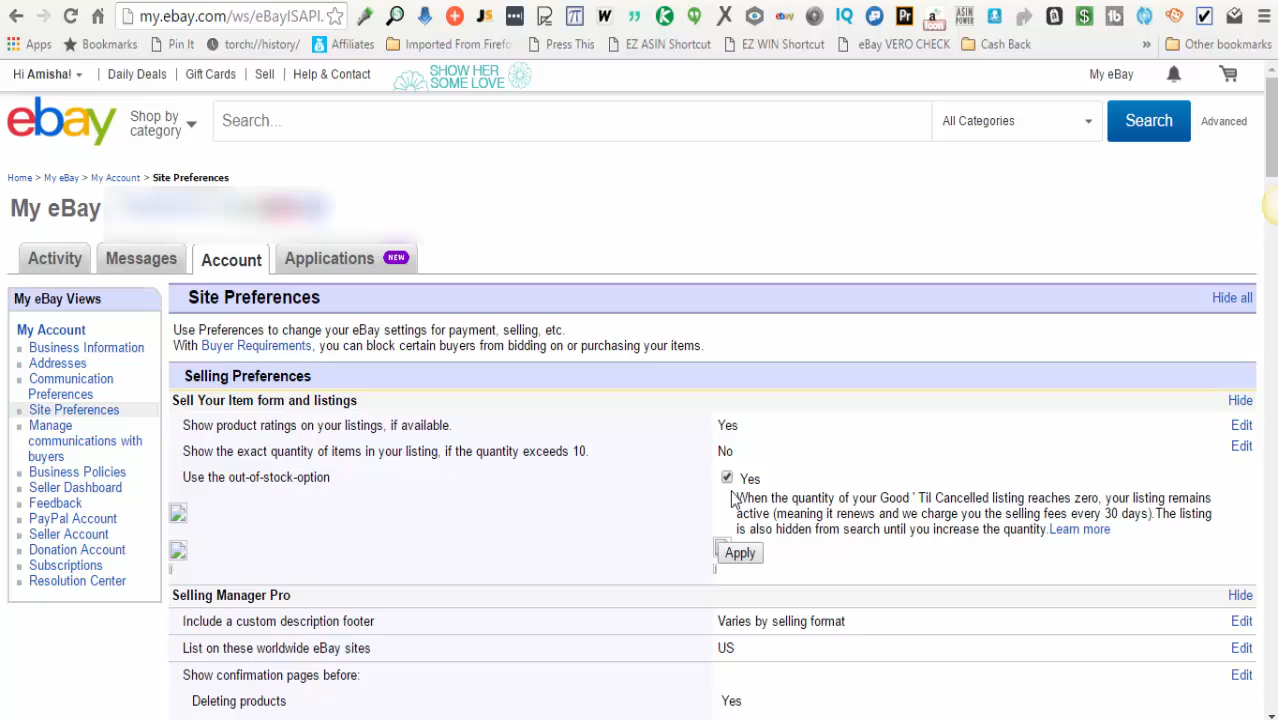 my.ebay.com/ws/eBayISAPI.
Apps Bookmarks Pin It torch://history/ Affiliates Imported From Firefo Press This EZ ASIN Shortcut EZ WIN Shortcut eBay VERO CHECK Cash Back » Other bookmarks
Hi Amisha! Daily Deals Gift Cards Sell Help & Contact SHOW HER SOME LOVE My eBay
ebay Shop by category Search... All Categories Search Advanced
Home > My eBay > My Account > Site Preferences
My eBay
Activity Messages Account Applications NEW
My eBay Views
My Account
Business Information
Addresses
Communication
Preferences
Site Preferences
Manage
communications with
buyers
Business Policies
Seller Dashboard
Feedback
PayPal Account
Seller Account
Donation Account
Subscriptions
Resolution Center
Site Preferences Hide all
Use Preferences to change your eBay settings for payment, selling, etc.
With Buyer Requirements, you can block certain buyers from bidding on or purchasing your items.
Selling Preferences
Sell Your Item form and listings Hide
Show product ratings on your listings, if available. Yes Edit
Show the exact quantity of items in your listing, if the quantity exceeds 10. No Edit
Use the out-of-stock-option Yes
When the quantity of your Good ' Til Cancelled listing reaches zero, your listing remains
active (meaning it renews and we charge you the selling fees every 30 days).The listing
is also hidden from search until you increase the quantity.Learn more
Apply
Selling Manager Pro Hide
Include a custom description footer Varies by selling format Edit
List on these worldwide eBay sites US Edit
Show confirmation pages before: Edit
Deleting products Yes